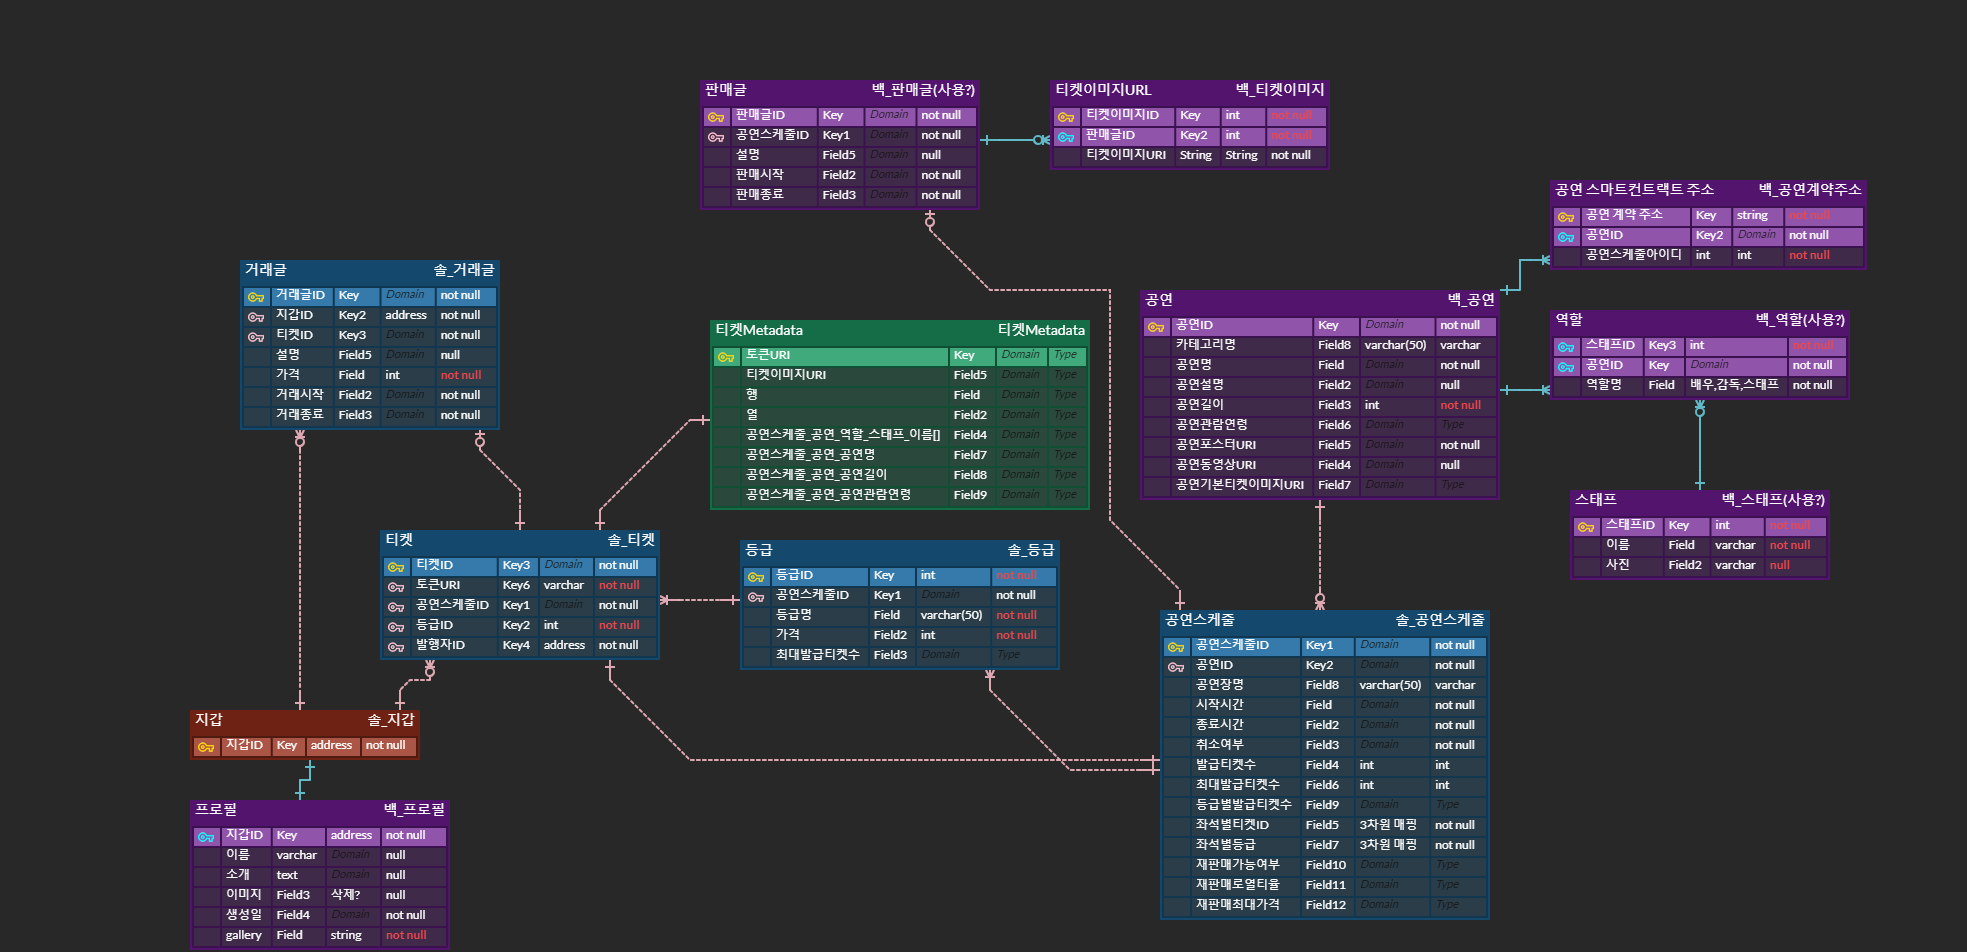 판매글 백_판매글(사용?)
판매글ID Key Domain not null
공연스케줄ID Key1 Domain not null
설명 Field5 Domain null
판매시작 Field2 Domain not null
판매종료 Field3 Domain not null
티켓이미지URL 백_티켓이미지
티켓이미지ID Key int not null
판매글ID Key2 int not null
티켓이미지URI String String not null
공연 스마트컨트랙트 주소 백_공연계약주소
공연 계약 주소 Key string not null
공연ID Key2 Domain not null
공연스케줄아이디 int int not null
거래글 솔_거래글
거래글ID Key Domain not null
지갑ID Key2 address not null
티켓ID Key3 Domain not null
설명 Field5 Domain null
가격 Field int not null
거래시작 Field2 Domain not null
거래종료 Field3 Domain not null
티켓Metadata 티켓Metadata
토큰URI Key Domain Type
티켓이미지URI Field5 Domain Type
행 Field Domain Type
열 Field2 Domain Type
공연스케줄_공연_역할_스태프_이름[] Field4 Domain Type
공연스케줄_공연_공연명 Field7 Domain Type
공연스케줄_공연_공연길이 Field8 Domain Type
공연스케줄_공연_공연관람연령 Field9 Domain Type
공연 백_공연
공연ID Key Domain not null
카테고리명 Field8 varchar(50) varchar
공연명 Field Domain not null
공연설명 Field2 Domain null
공연길이 Field3 int not null
공연관람연령 Field6 Domain Type
공연포스터URI Field5 Domain not null
공연동영상URI Field4 Domain null
공연기본티켓이미지URI Field7 Domain Type
역할 백_역할(사용?)
스태프ID Key3 int not null
공연ID Key Domain not null
역할명 Field 배우,감독,스태프 not null
스태프 백_스태프(사용?)
스태프ID Key int not null
이름 Field varchar not null
사진 Field2 varchar null
티켓 솔_티켓
티켓ID Key3 Domain not null
토큰URI Key6 varchar not null
공연스케줄ID Key1 Domain not null
등급ID Key2 int not null
발행자ID Key4 address not null
등급 솔_등급
등급ID Key int not null
공연스케줄ID Key1 Domain not null
등급명 Field varchar(50) not null
가격 Field2 int not null
최대발급티켓수 Field3 Domain Type
공연스케줄 솔_공연스케줄
공연스케줄ID Key1 Domain not null
공연ID Key2 Domain not null
공연장명 Field8 varchar(50) varchar
시작시간 Field Domain not null
종료시간 Field2 Domain not null
취소여부 Field3 Domain not null
발급티켓수 Field4 int int
최대발급티켓수 Field6 int int
등급별발급티켓수 Field9 Domain Type
좌석별티켓ID Field5 3차원 매핑 not null
좌석별등급 Field7 3차원 매핑 not null
재판매가능여부 Field10 Domain Type
재판매로열티율 Field11 Domain Type
재판매최대가격 Field12 Domain Type
지갑 솔_지갑
지갑ID Key address not null
프로필 백_프로필
지갑ID Key address not null
이름 varchar Domain null
소개 text Domain null
이미지 Field3 삭제? null
생성일 Field4 Domain not null
gallery Field string not null